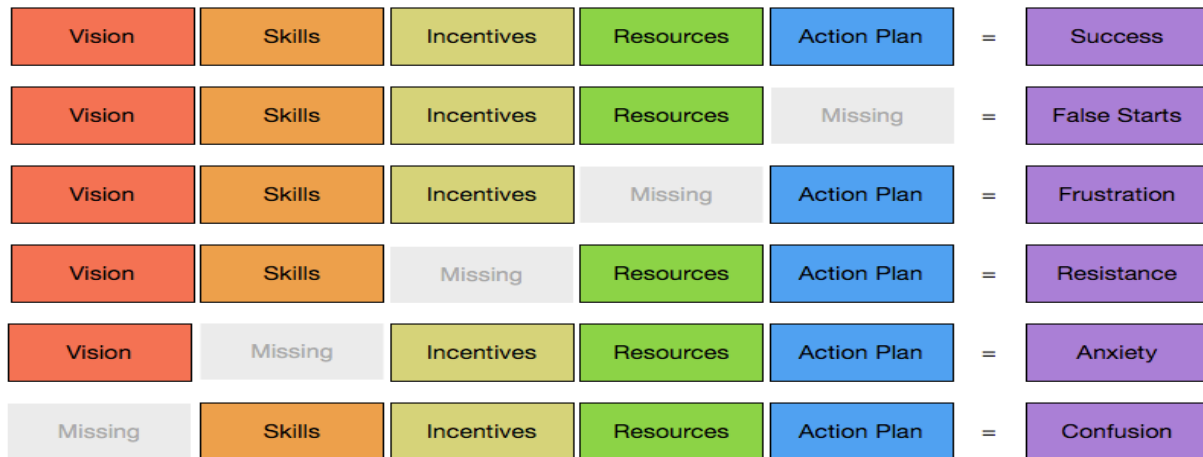 Vision Skills Incentives Resources Action Plan = Success
Vision Skills Incentives Resources Missing = False Starts
Vision Skills Incentives Missing Action Plan = Frustration
Vision Skills Missing Resources Action Plan = Resistance
Vision Missing Incentives Resources Action Plan = Anxiety
Missing Skills Incentives Resources Action Plan = Confusion